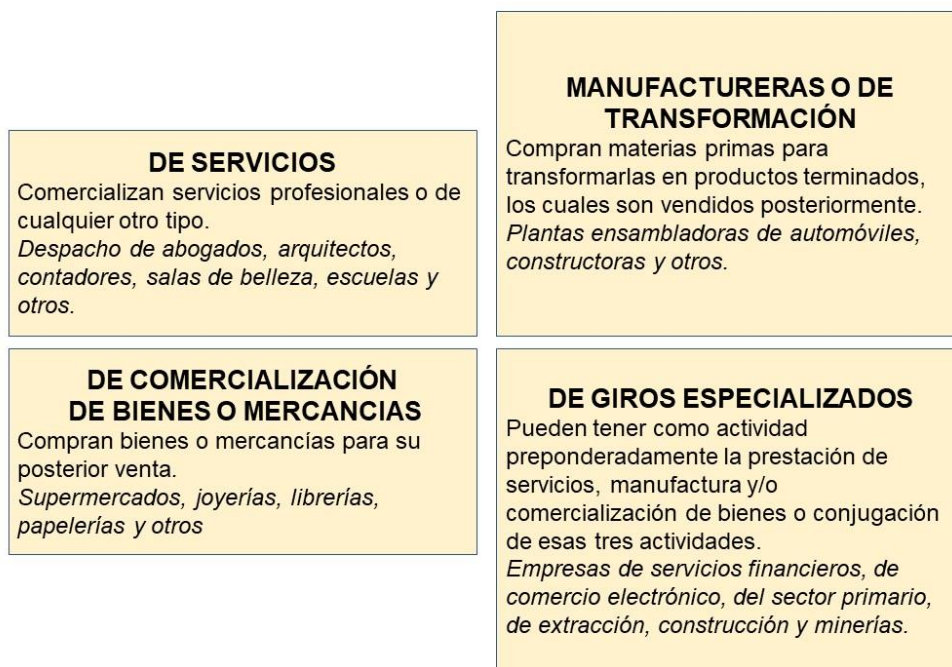 DE SERVICIOS
Comercializan servicios profesionales o de
cualquier otro tipo.
Despacho de abogados, arquitectos,
contadores, salas de belleza, escuelas y
otros.
MANUFACTURERAS O DE
TRANSFORMACIÓN
Compran materias primas para
transformarlas en productos terminados,
los cuales son vendidos posteriormente.
Plantas ensambladoras de automóviles,
constructoras y otros.
DE COMERCIALIZACIÓN
DE BIENES O MERCANCIAS
Compran bienes o mercancías para su
posterior venta.
Supermercados, joyerías, librerías,
papelerías y otros
DE GIROS ESPECIALIZADOS
Pueden tener como actividad
preponderadamente la prestación de
servicios, manufactura y/o
comercialización de bienes o conjugación
de esas tres actividades.
Empresas de servicios financieros, de
comercio electrónico, del sector primario,
de extracción, construcción y minerías.